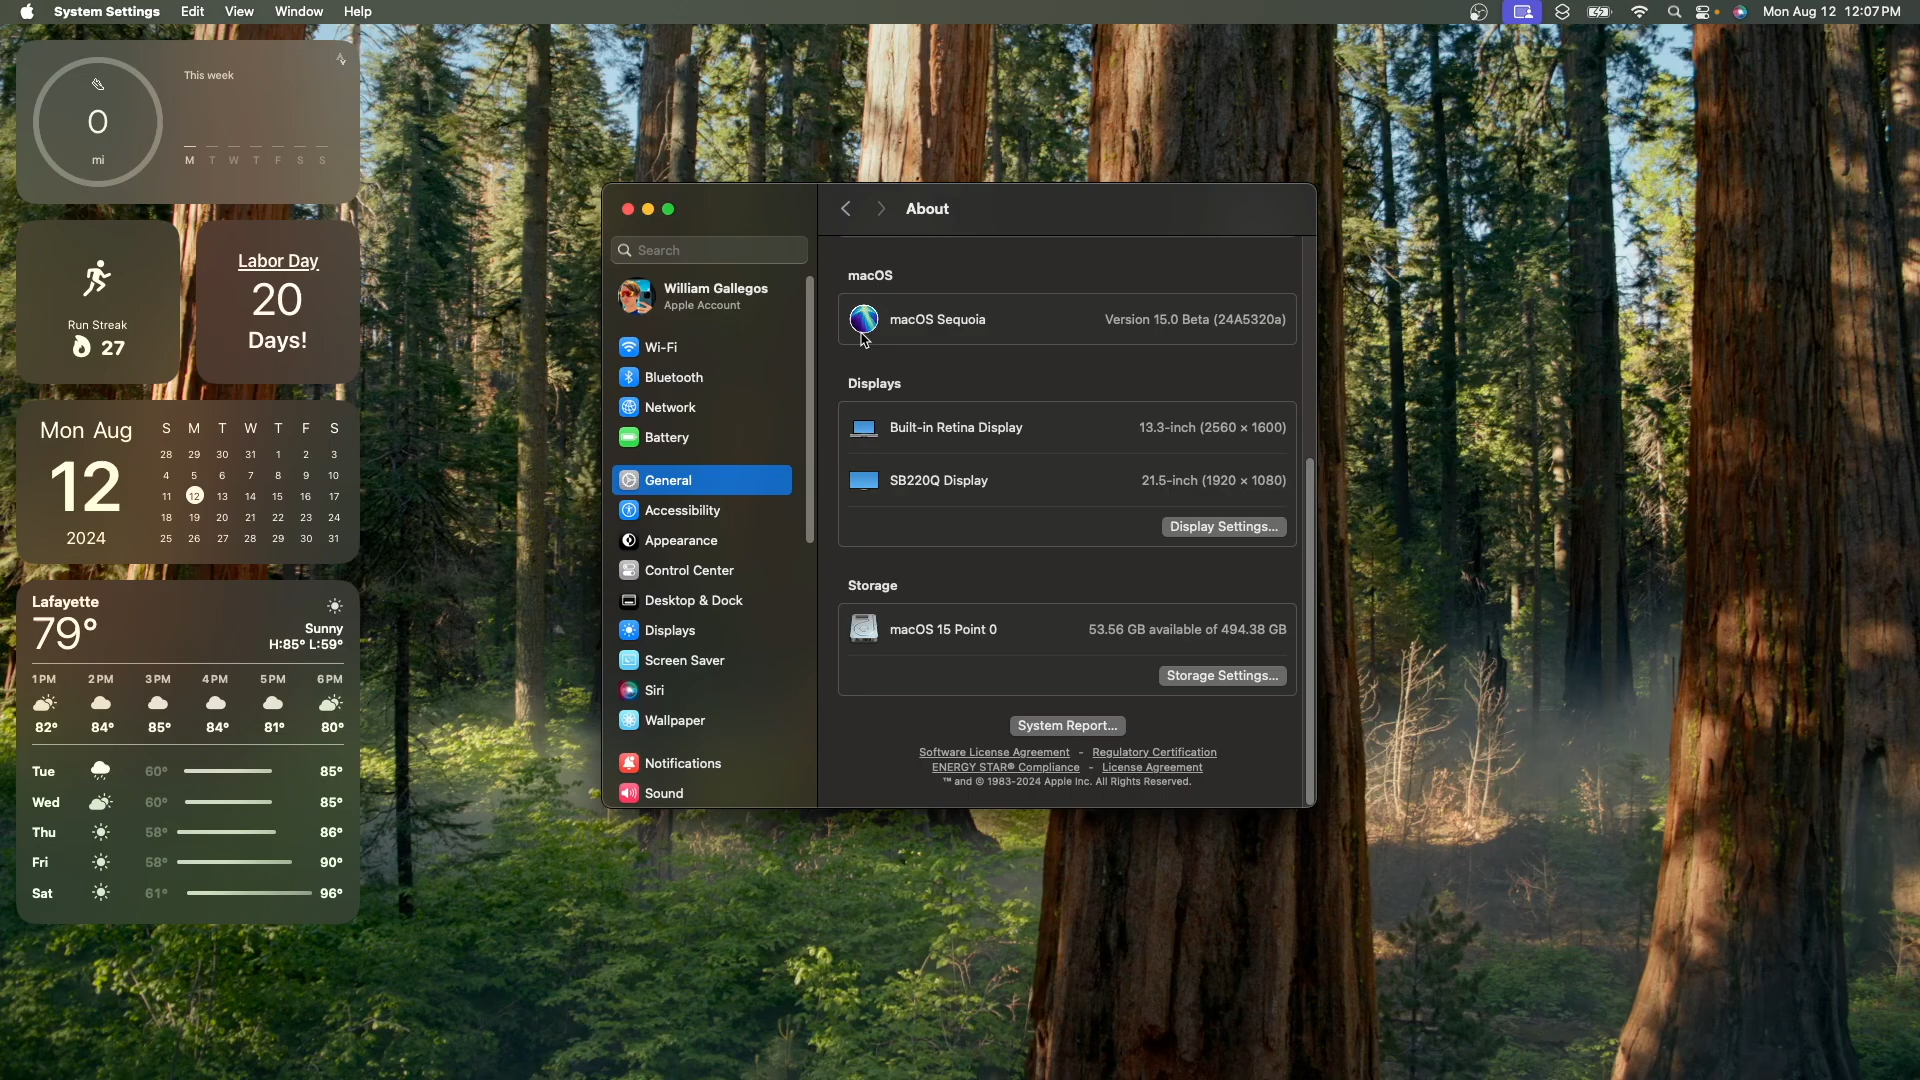 System Settings Edit View Window Help
Mon Aug 12 12:07 PM
This week
0
mi
M T W T F S S
Run Streak
27
Labor Day
20
Days!
Mon Aug
12
2024
S M T W T F S
28 29 30 31 1 2 3
4 5 6 7 8 9 10
11 12 13 14 15 16 17
18 19 20 21 22 23 24
25 26 27 28 29 30 31
Lafayette
79°
Sunny
H:85° L:59°
1PM 2PM 3PM 4PM 5PM 6PM
82° 84° 85° 84° 81° 80°
Tue 60° 85°
Wed 60° 85°
Thu 58° 86°
Fri 58° 90°
Sat 61° 96°
Search
William Gallegos
Apple Account
Wi-Fi
Bluetooth
Network
Battery
General
Accessibility
Appearance
Control Center
Desktop & Dock
Displays
Screen Saver
Siri
Wallpaper
Notifications
Sound
About
macOS
macOS Sequoia Version 15.0 Beta (24A5320a)
Displays
Built-in Retina Display 13.3-inch (2560 × 1600)
SB220Q Display 21.5-inch (1920 × 1080)
Display Settings...
Storage
macOS 15 Point 0 53.56 GB available of 494.38 GB
Storage Settings...
System Report...
Software License Agreement - Regulatory Certification
ENERGY STAR® Compliance - License Agreement
™ and © 1983-2024 Apple Inc. All Rights Reserved.